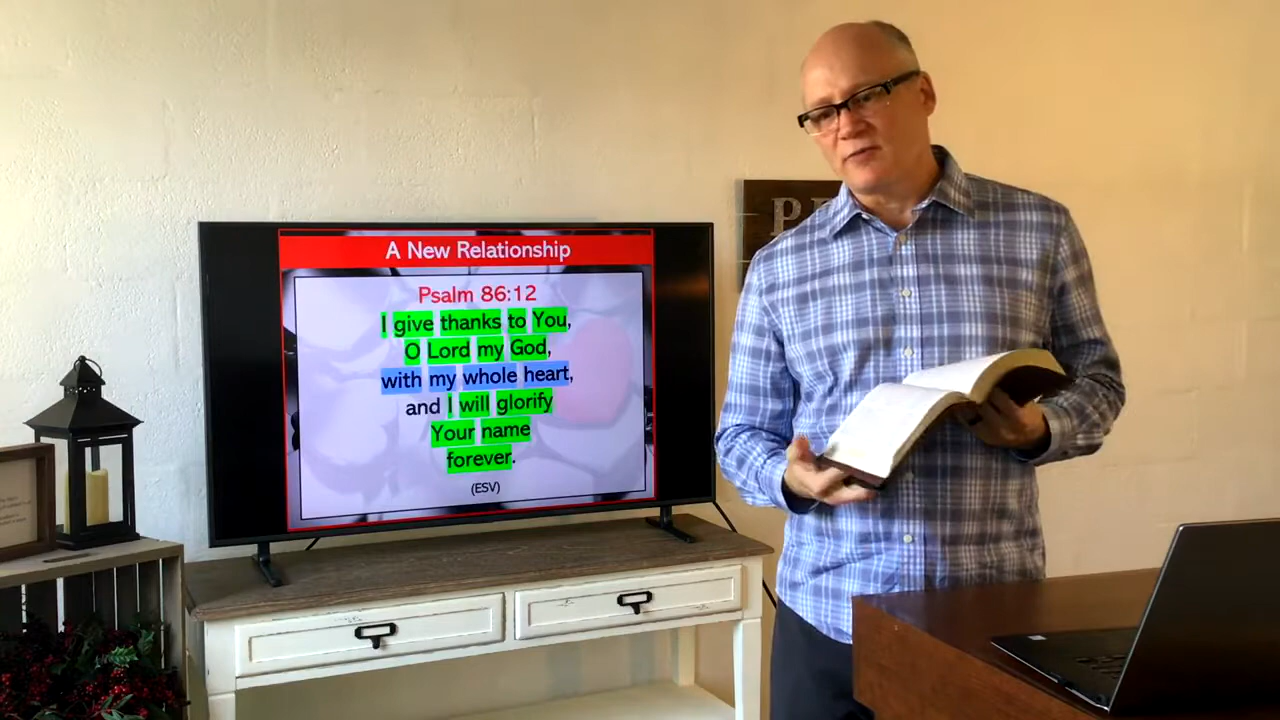 A New Relationship
Psalm 86:12
I give thanks to You,
O Lord my God,
with my whole heart,
and I will glorify
Your name
forever.
(ESV)